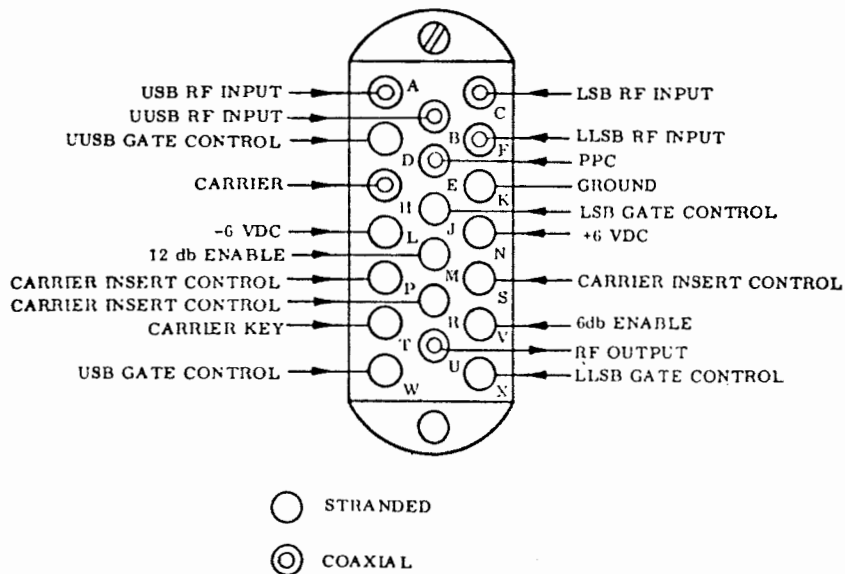 USB RF INPUT
A
LSB RF INPUT
C
UUSB RF INPUT
B
UUSB GATE CONTROL
D
LLSB RF INPUT
F
PPC
E
CARRIER
H
GROUND
K
LSB GATE CONTROL
J
-6 VDC
L
+6 VDC
N
12 db ENABLE
M
CARRIER INSERT CONTROL
P
CARRIER INSERT CONTROL
S
CARRIER INSERT CONTROL
R
CARRIER KEY
T
6db ENABLE
V
RF OUTPUT
U
USB GATE CONTROL
W
LLSB GATE CONTROL
X
STRANDED
COAXIAL